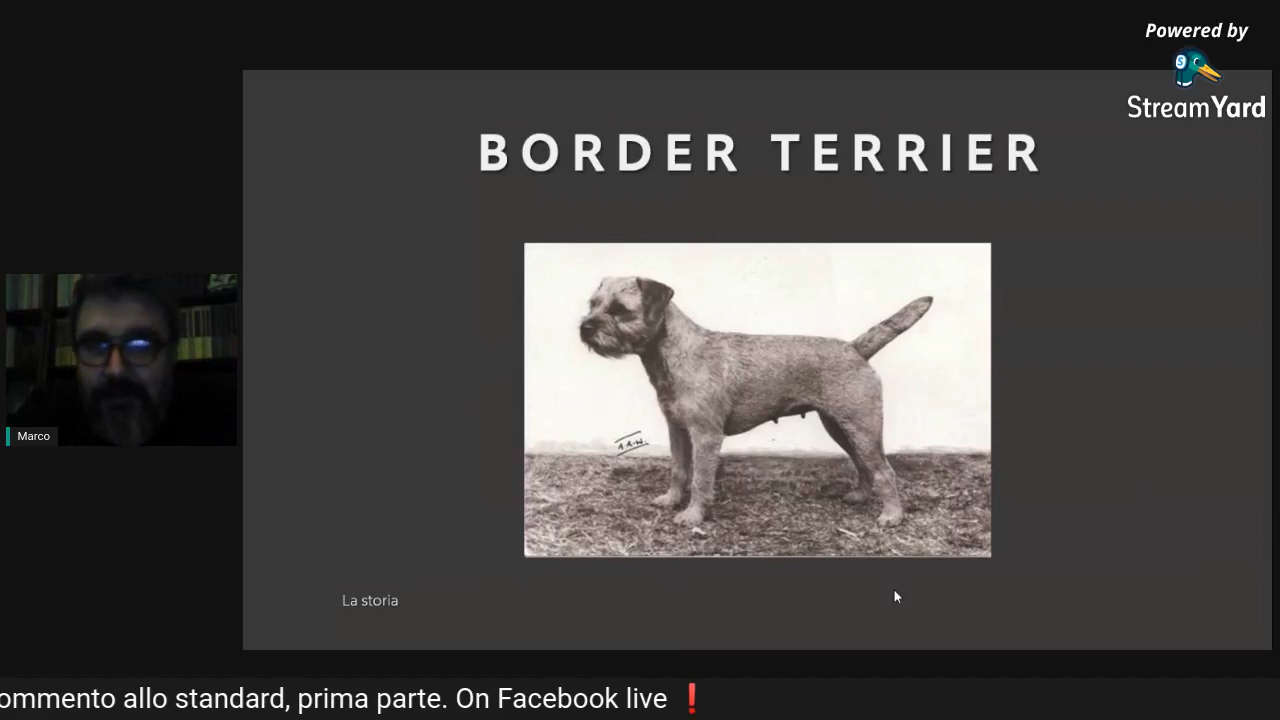 Powered by
StreamYard
BORDER TERRIER
A.R.W.
Marco
La storia
ommento allo standard, prima parte. On Facebook live ❗